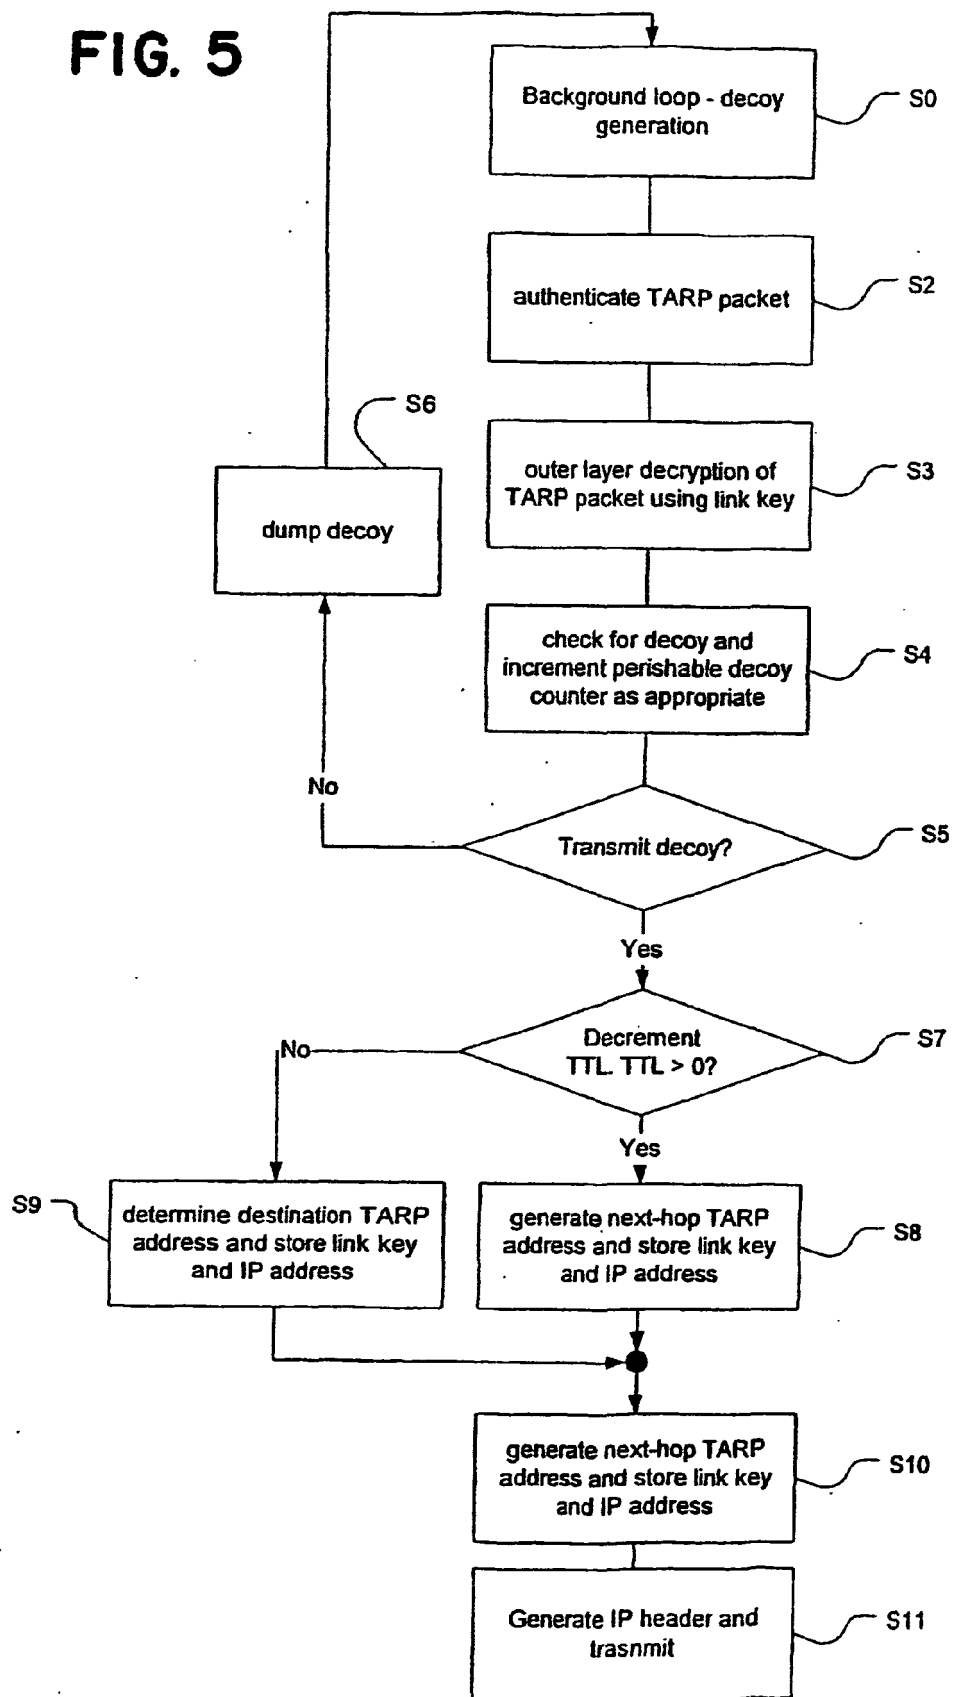 FIG. 5
Background loop - decoy
generation
S0
authenticate TARP packet
S2
S6
outer layer decryption of
TARP packet using link key
S3
dump decoy
check for decoy and
increment perishable decoy
counter as appropriate
S4
No
Transmit decoy?
S5
Yes
Decrement
TTL. TTL > 0?
S7
No
Yes
S9
determine destination TARP
address and store link key
and IP address
generate next-hop TARP
address and store link key
and IP address
S8
generate next-hop TARP
address and store link key
and IP address
S10
Generate IP header and
trasnmit
S11